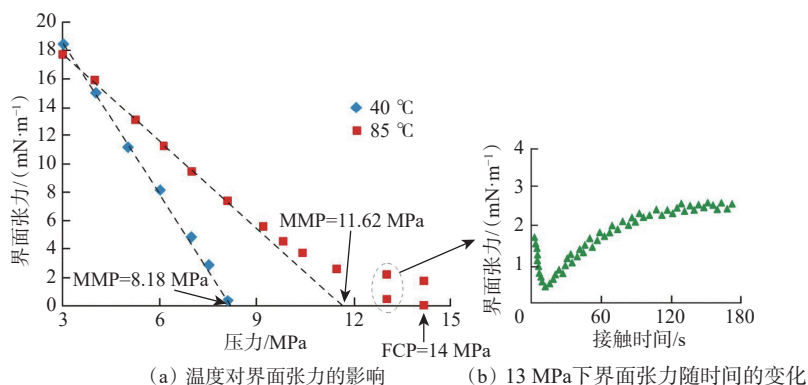 20
18
16
14
12
10
8
6
4
2
0
界面张力/(mN·m⁻¹)
40 ℃
85 ℃
MMP=11.62 MPa
MMP=8.18 MPa
3 6 9 12 15
压力/MPa
FCP=14 MPa
(a) 温度对界面张力的影响
4
3
2
1
界面张力/(mN·m⁻¹)
0 60 120 180
接触时间/s
(b) 13 MPa下界面张力随时间的变化